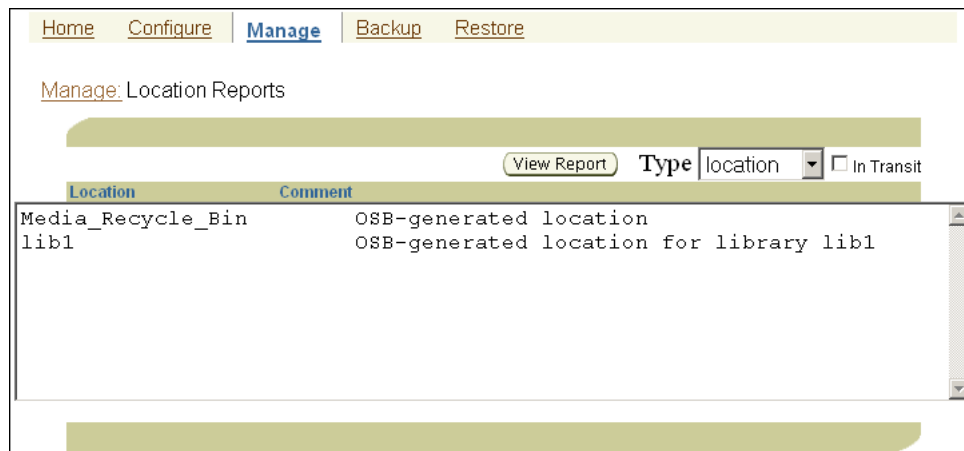 Home Configure Manage Backup Restore
Manage: Location Reports
View Report Type location In Transit
Location Comment
Media_Recycle_Bin OSB-generated location
lib1 OSB-generated location for library lib1